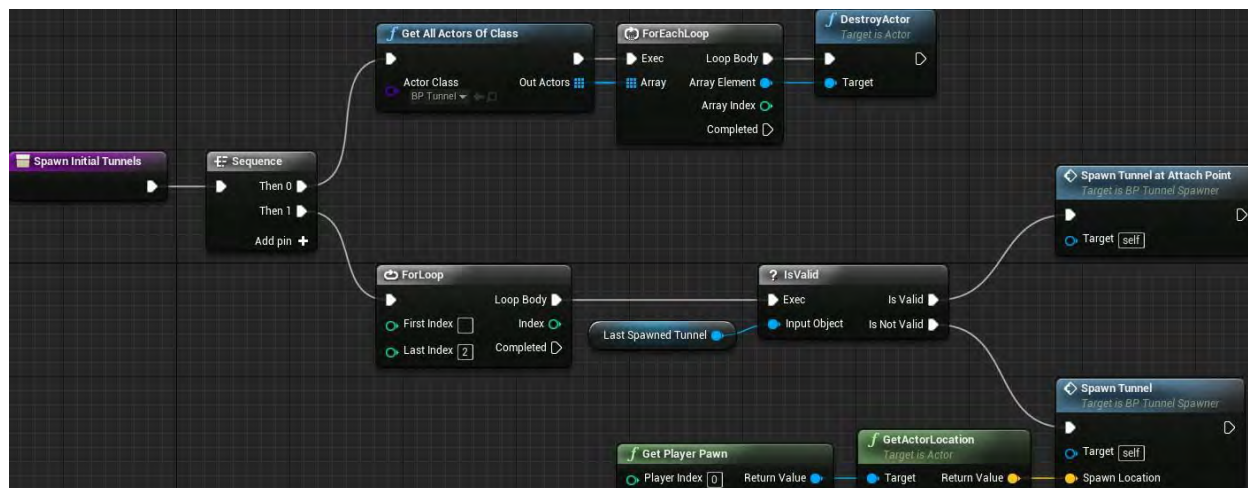 Get All Actors Of Class
Actor Class
BP Tunnel
Out Actors
ForEachLoop
Exec
Loop Body
Array
Array Element
Array Index
Completed
DestroyActor
Target is Actor
Target
Spawn Initial Tunnels
Sequence
Then 0
Then 1
Add pin
Spawn Tunnel at Attach Point
Target is BP Tunnel Spawner
Target self
ForLoop
Loop Body
First Index
Index
Last Index 2
Completed
Last Spawned Tunnel
? IsValid
Exec
Is Valid
Input Object
Is Not Valid
Spawn Tunnel
Target is BP Tunnel Spawner
Target self
Spawn Location
Get Player Pawn
Player Index 0
Return Value
GetActorLocation
Target is Actor
Target
Return Value